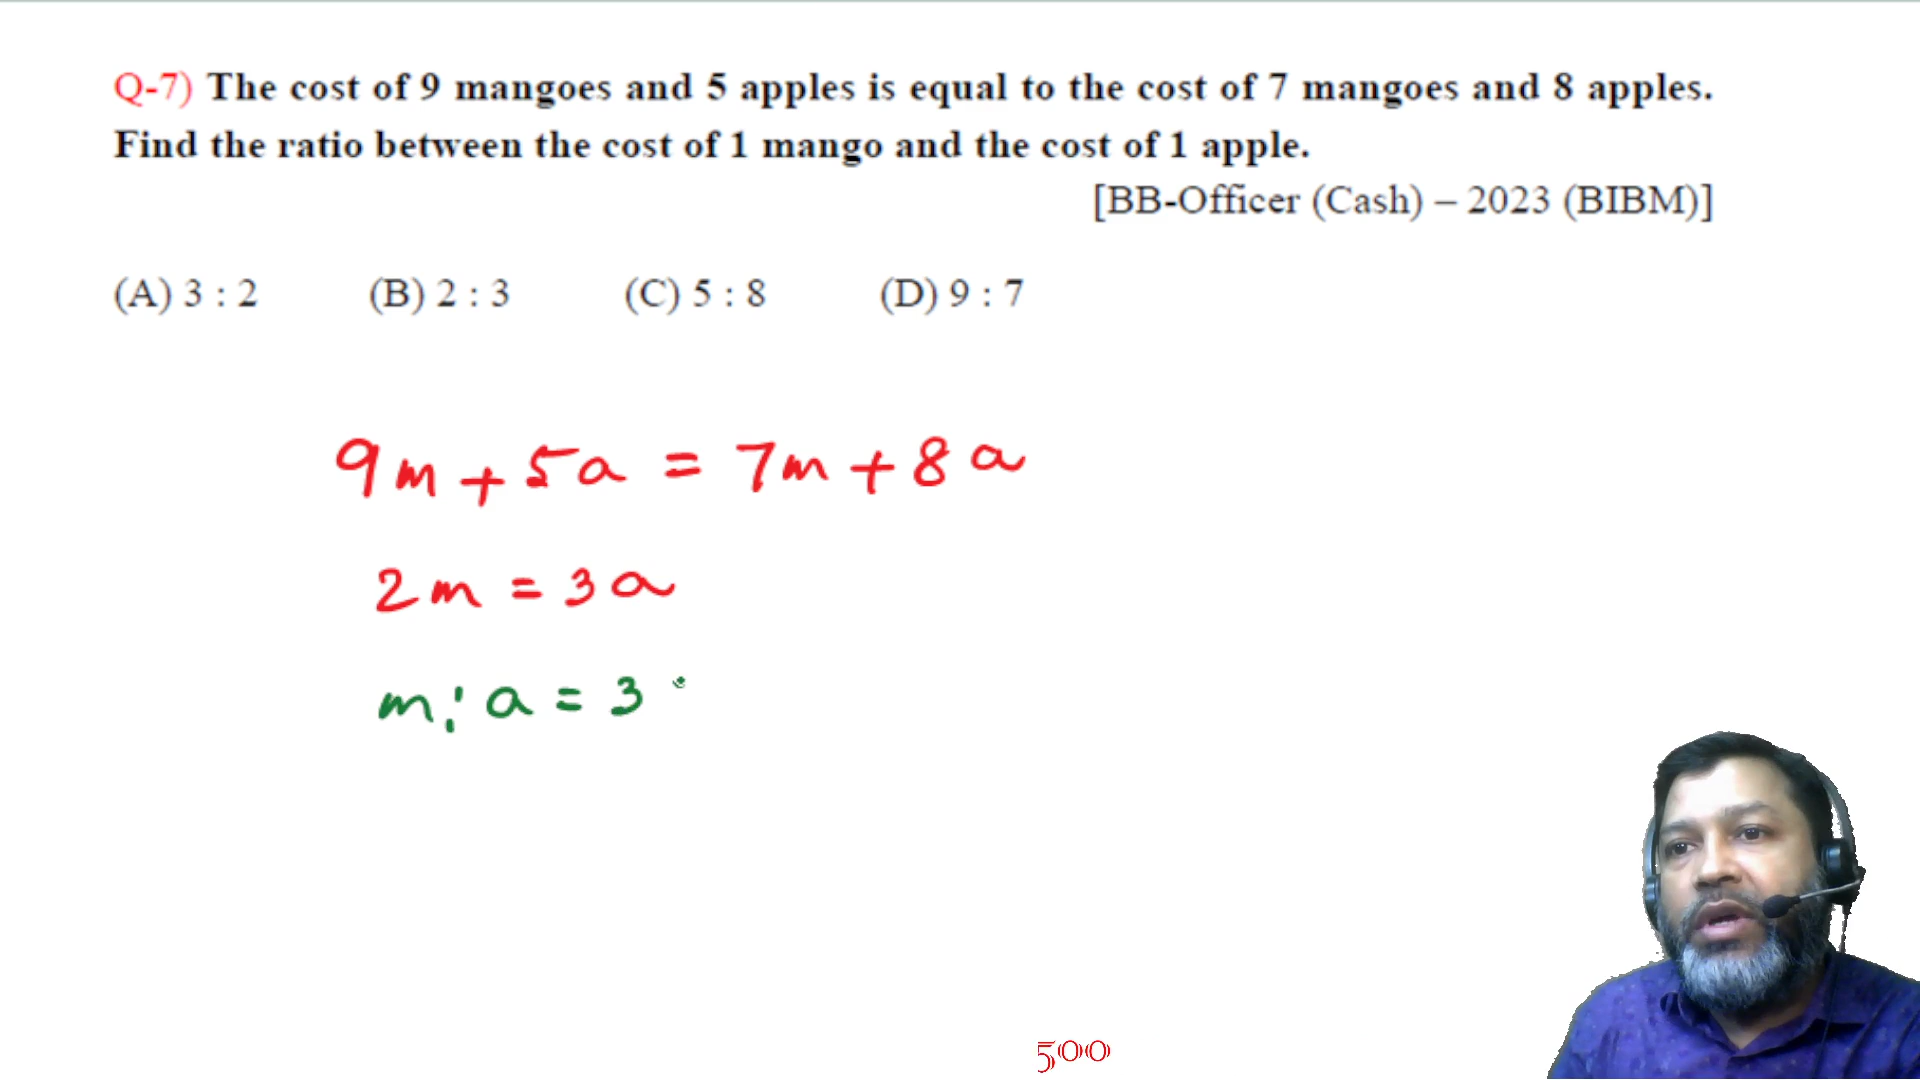 Q-7) The cost of 9 mangoes and 5 apples is equal to the cost of 7 mangoes and 8 apples.
Find the ratio between the cost of 1 mango and the cost of 1 apple.
[BB-Officer (Cash) – 2023 (BIBM)]
(A) 3 : 2 (B) 2 : 3 (C) 5 : 8 (D) 9 : 7
9m + 5a = 7m + 8a
2m = 3a
m : a = 3
500